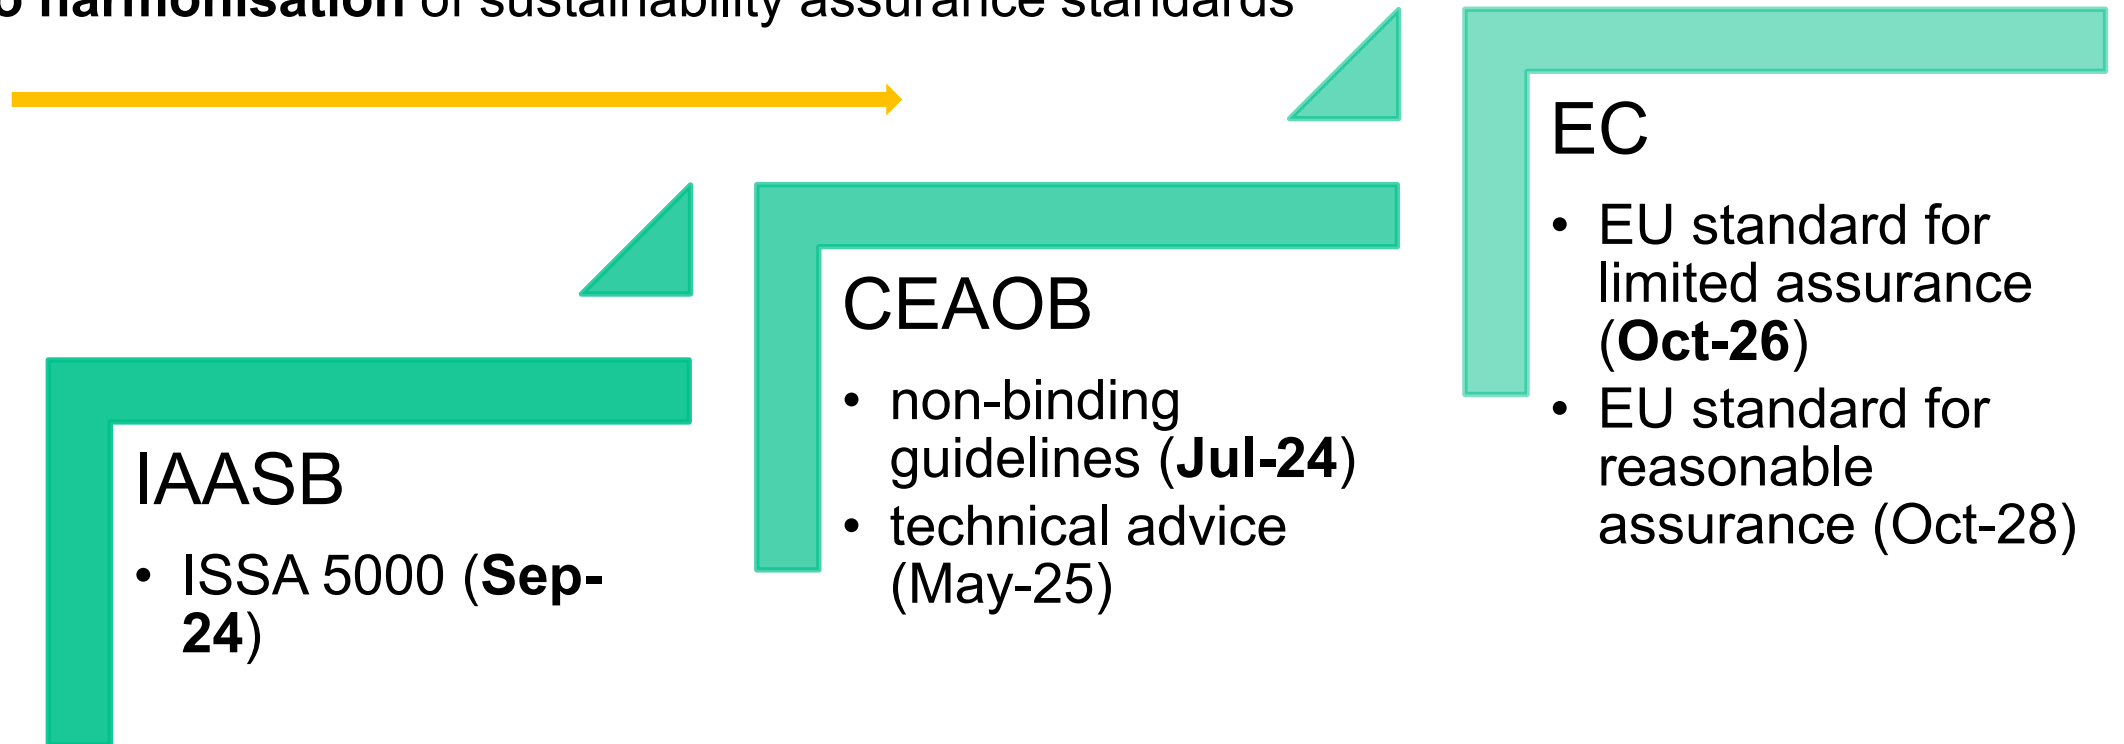 harmonisation of sustainability assurance standards
EC
• EU standard for
limited assurance
(Oct-26)
• EU standard for
reasonable
assurance (Oct-28)
CEAOB
• non-binding
guidelines (Jul-24)
• technical advice
(May-25)
IAASB
• ISSA 5000 (Sep-
24)